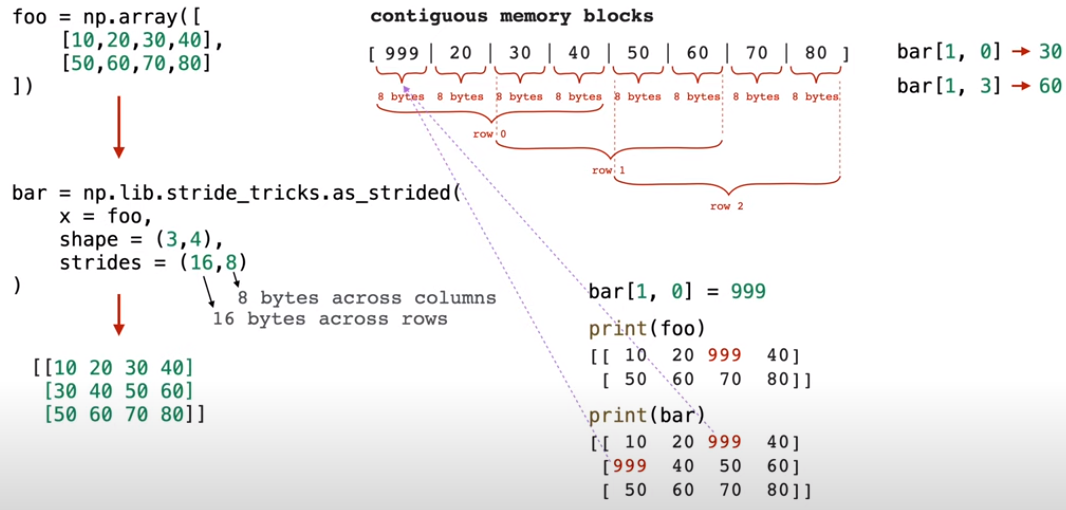 foo = np.array([
[10,20,30,40],
[50,60,70,80]
])
bar = np.lib.stride_tricks.as_strided(
x = foo,
shape = (3,4),
strides = (16,8)
)
8 bytes across columns
16 bytes across rows
[[10 20 30 40]
[30 40 50 60]
[50 60 70 80]]
contiguous memory blocks
[ 999 | 20 | 30 | 40 | 50 | 60 | 70 | 80 ]
8 bytes 8 bytes 8 bytes 8 bytes 8 bytes 8 bytes 8 bytes 8 bytes
row 0
row 1
row 2
bar[1, 0] → 30
bar[1, 3] → 60
bar[1, 0] = 999
print(foo)
[[ 10 20 999 40]
[ 50 60 70 80]]
print(bar)
[[ 10 20 999 40]
[999 40 50 60]
[ 50 60 70 80]]